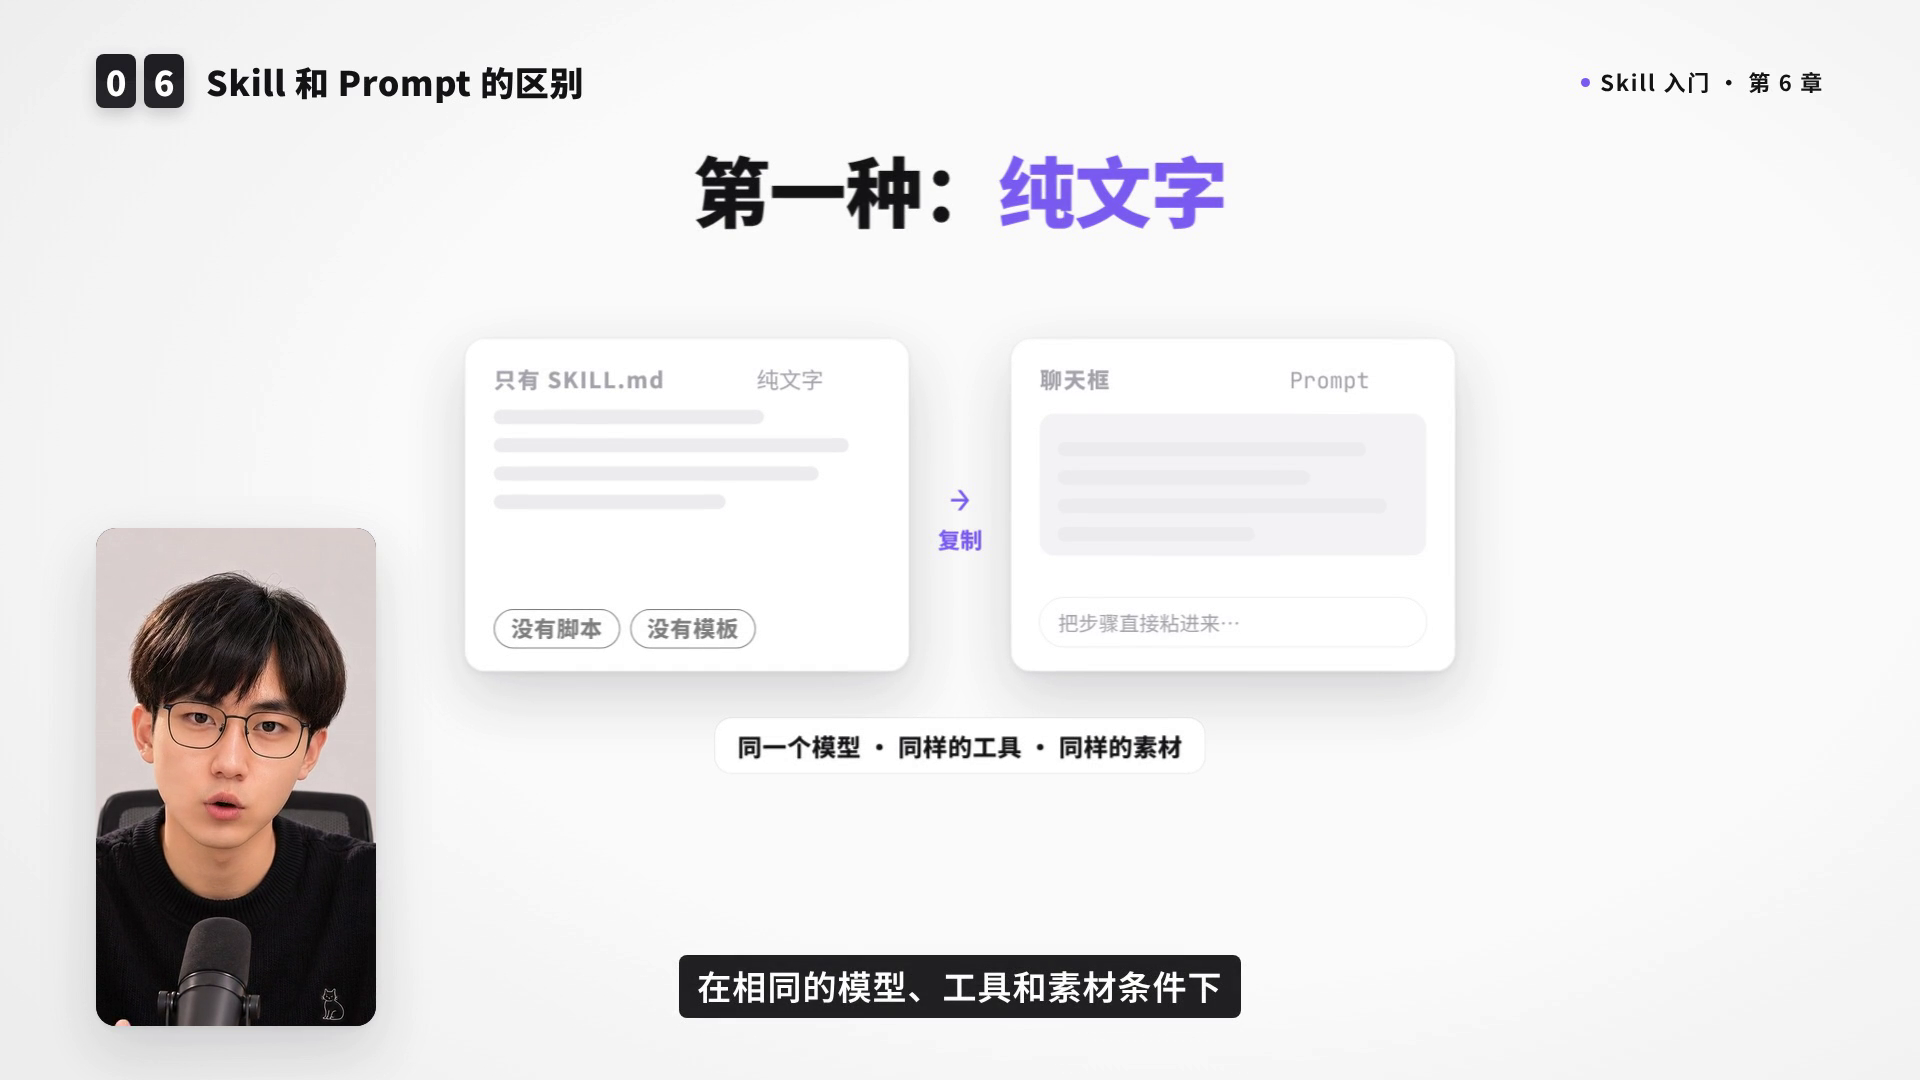 06 Skill 和 Prompt 的区别
Skill 入门 · 第 6 章
第一种：纯文字
只有 SKILL.md 纯文字
没有脚本 没有模板
→
复制
聊天框 Prompt
把步骤直接粘进来…
同一个模型 · 同样的工具 · 同样的素材
在相同的模型、工具和素材条件下